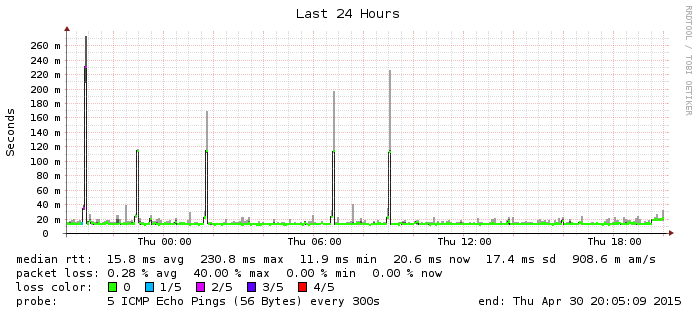 Last 24 Hours
RRDTOOL / TOBI OETIKER
Seconds
260 m
240 m
220 m
200 m
180 m
160 m
140 m
120 m
100 m
80 m
60 m
40 m
20 m
0
Thu 00:00 Thu 06:00 Thu 12:00 Thu 18:00
median rtt: 15.8 ms avg 230.8 ms max 11.9 ms min 20.6 ms now 17.4 ms sd 908.6 m am/s
packet loss: 0.28 % avg 40.00 % max 0.00 % min 0.00 % now
loss color: 0 1/5 2/5 3/5 4/5
probe: 5 ICMP Echo Pings (56 Bytes) every 300s end: Thu Apr 30 20:05:09 2015